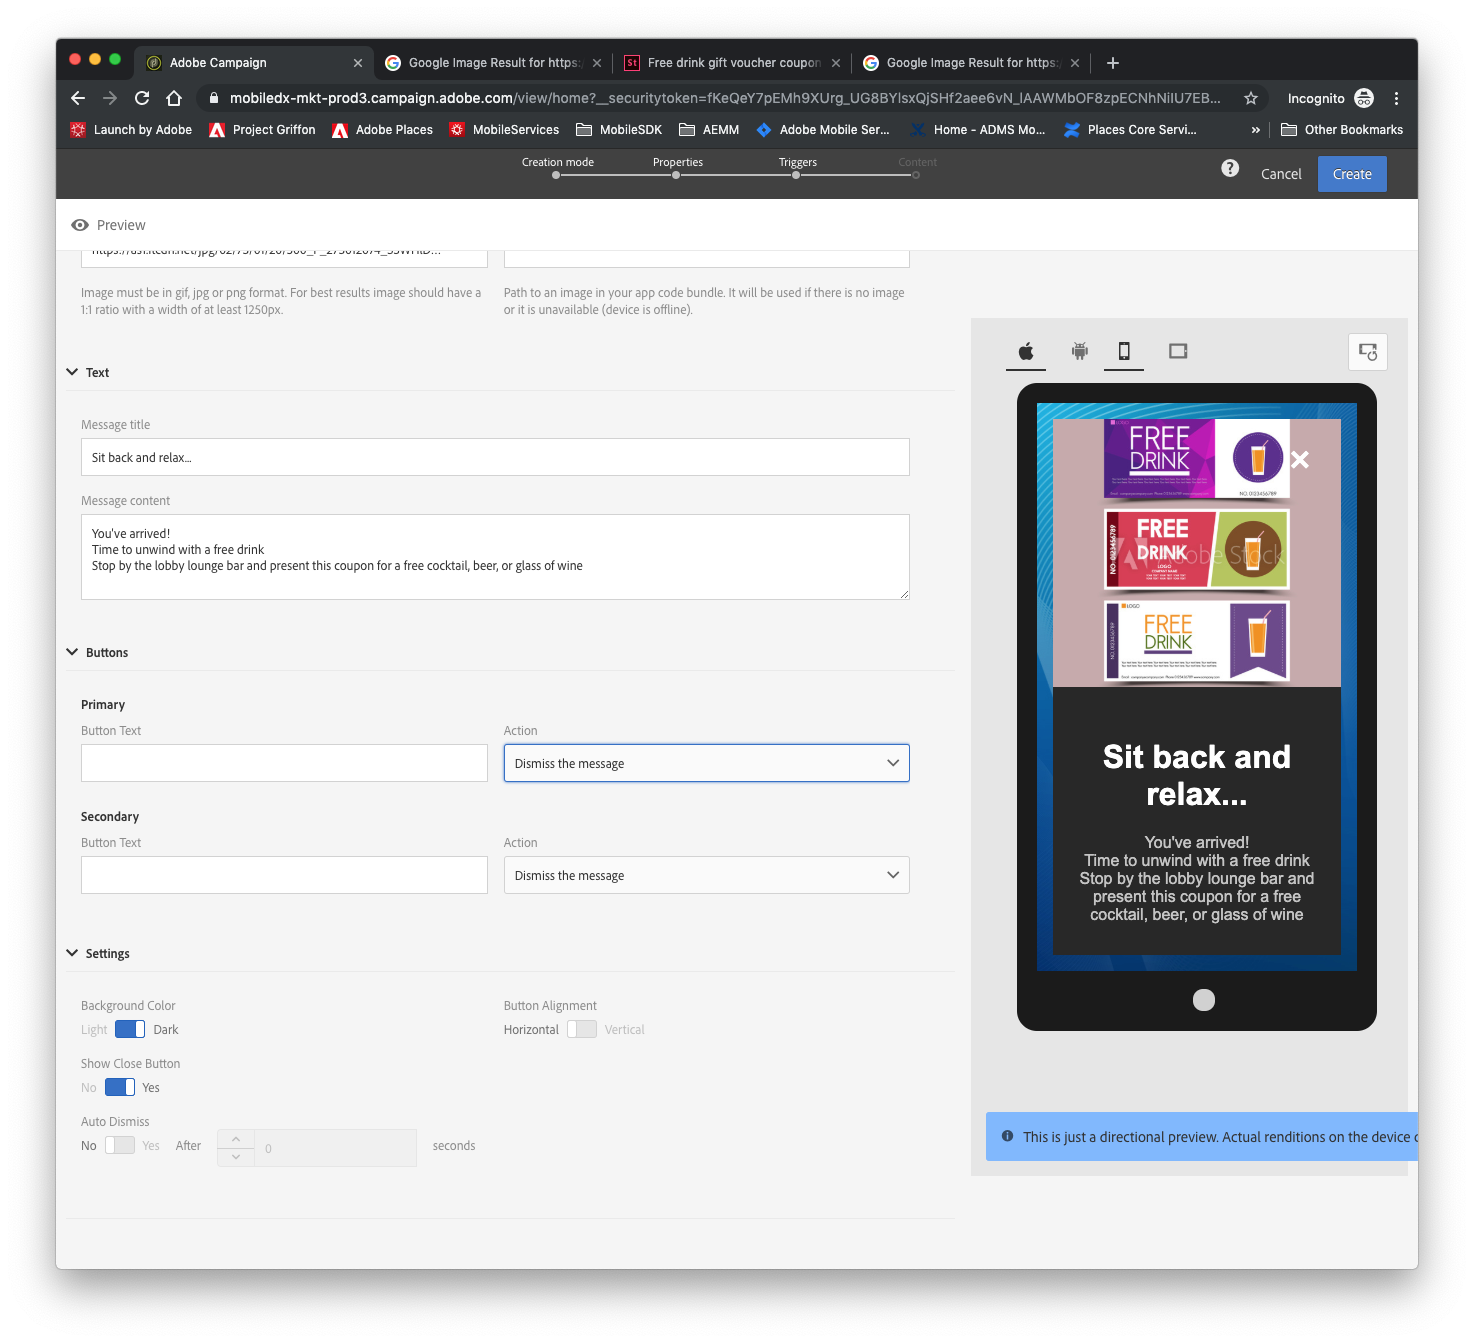 Adobe Campaign
Google Image Result for https:/
Free drink gift voucher coupon
Google Image Result for https:/
mobiledx-mkt-prod3.campaign.adobe.com/view/home?__securitytoken=fKeQeY7pEMh9XUrg_UG8BYlsxQjSHf2aee6vN_lAAWMbOF8zpECNhNilU7EB...
Incognito
Launch by Adobe
Project Griffon
Adobe Places
MobileServices
MobileSDK
AEMM
Adobe Mobile Ser...
Home - ADMS Mo...
Places Core Servi...
»
Other Bookmarks
Creation mode
Properties
Triggers
Content
Cancel
Create
Preview
Image must be in gif, jpg or png format. For best results image should have a
1:1 ratio with a width of at least 1250px.
Path to an image in your app code bundle. It will be used if there is no image
or it is unavailable (device is offline).
Text
Message title
Sit back and relax...
Message content
You've arrived!
Time to unwind with a free drink
Stop by the lobby lounge bar and present this coupon for a free cocktail, beer, or glass of wine
Buttons
Primary
Button Text
Action
Dismiss the message
Secondary
Button Text
Action
Dismiss the message
Settings
Background Color
Light
Dark
Button Alignment
Horizontal
Vertical
Show Close Button
No
Yes
Auto Dismiss
No
Yes
After
0
seconds
LOGO
FREE
DRINK
NO. 0123456789
NO. 0123456789
FREE
DRINK
LOGO
COMPANY NAME
Adobe Stock
LOGO
FREE
DRINK
Sit back and
relax...
You've arrived!
Time to unwind with a free drink
Stop by the lobby lounge bar and
present this coupon for a free
cocktail, beer, or glass of wine
This is just a directional preview. Actual renditions on the device